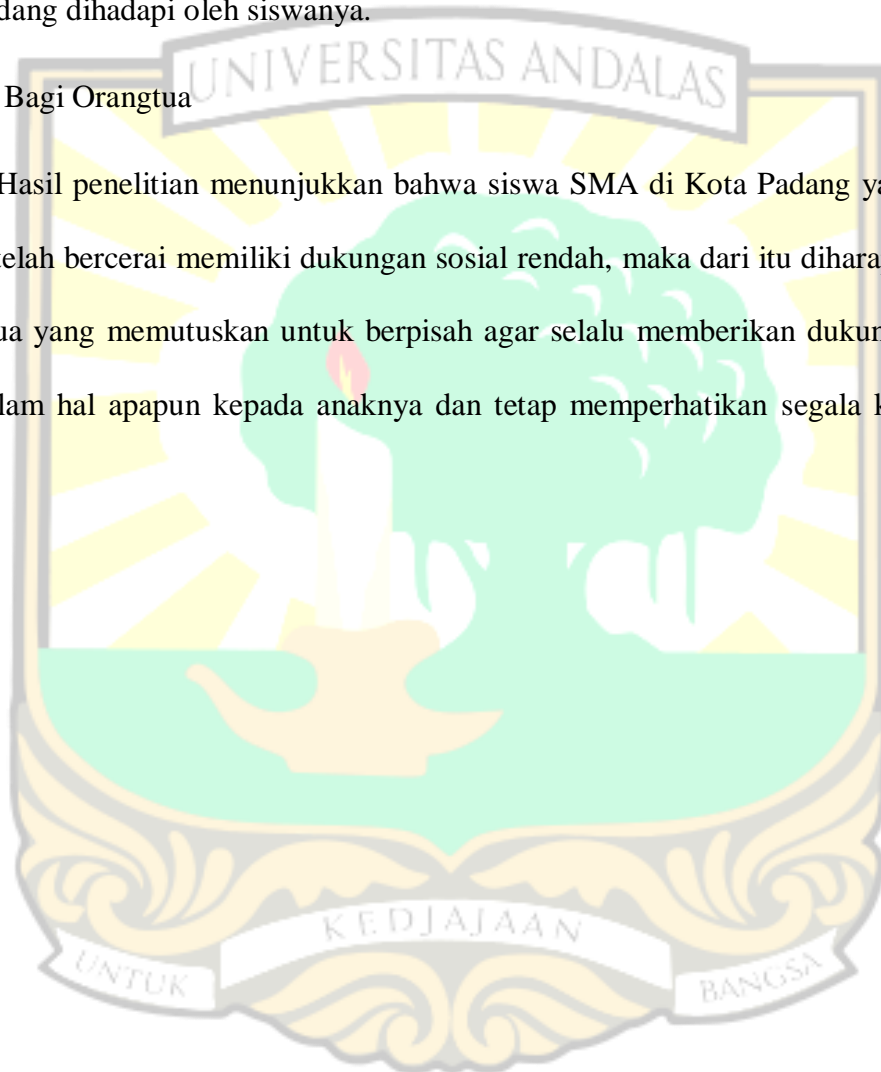 dang dihadapi oleh siswanya.
UNIVERSITAS ANDALAS
Bagi Orangtua
Hasil penelitian menunjukkan bahwa siswa SMA di Kota Padang ya
telah bercerai memiliki dukungan sosial rendah, maka dari itu dihara
ua yang memutuskan untuk berpisah agar selalu memberikan dukun
lam hal apapun kepada anaknya dan tetap memperhatikan segala k
KEDJAJAAN
UNTUK
BANGSA